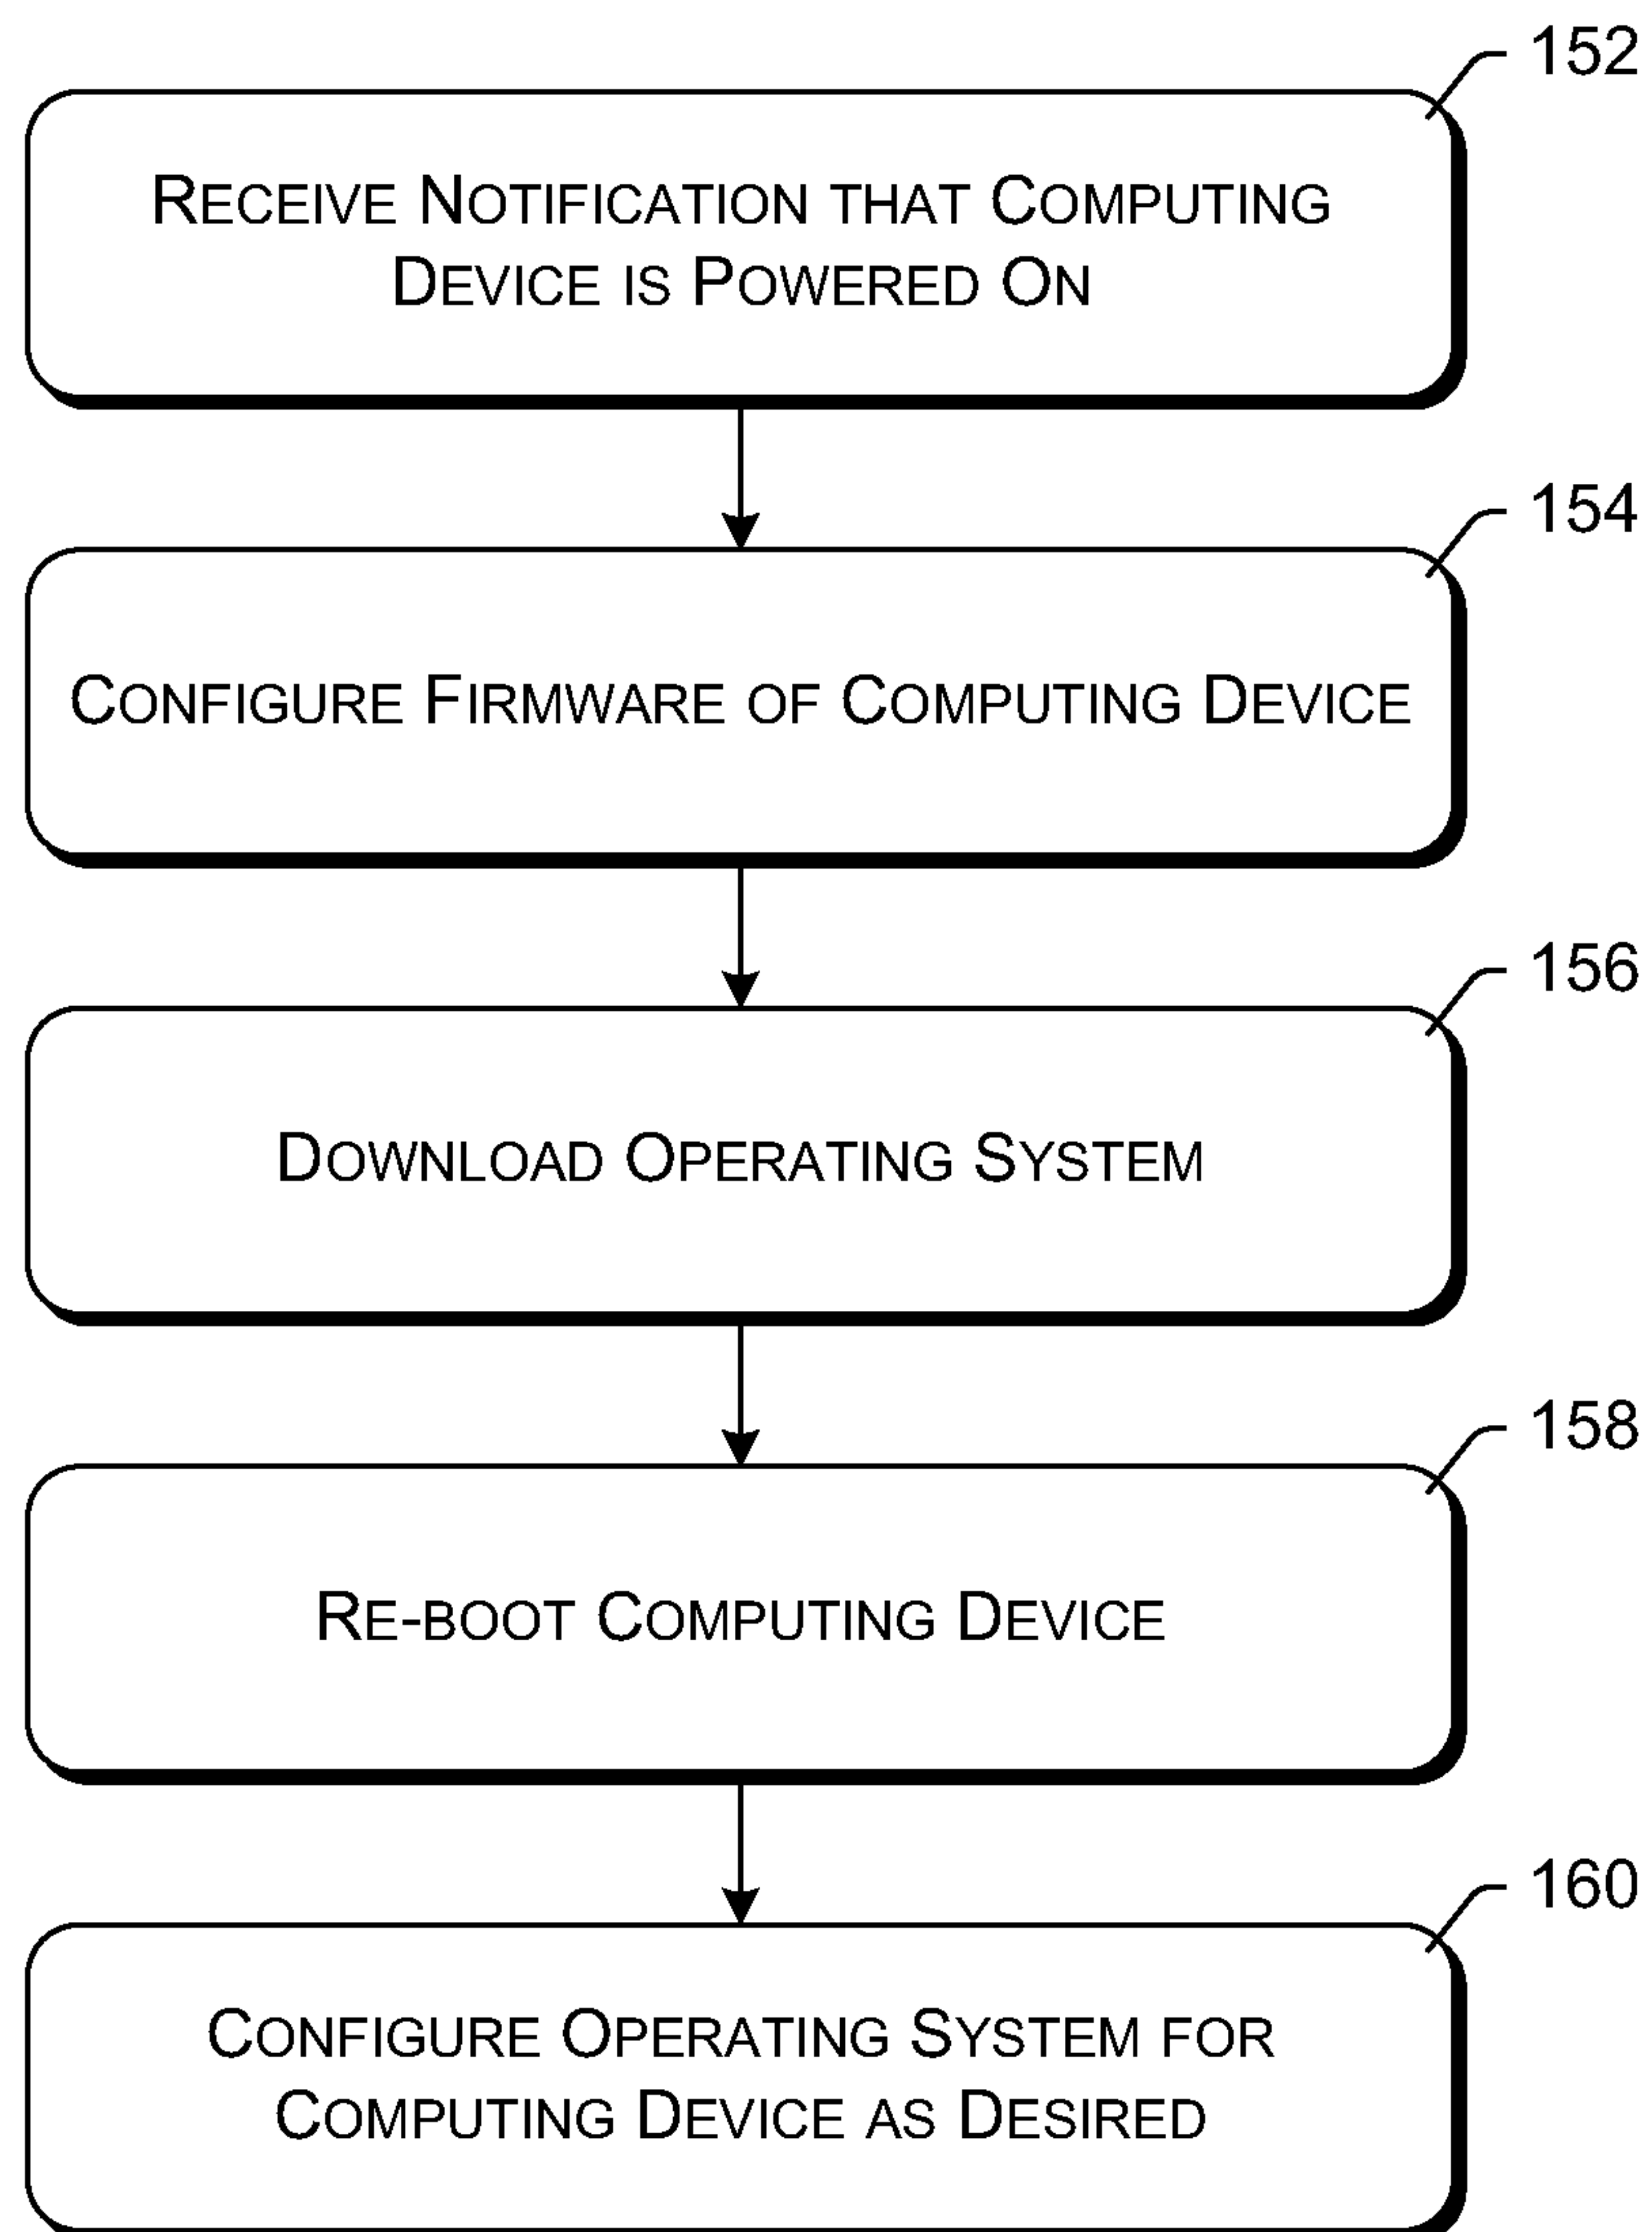 152
RECEIVE NOTIFICATION THAT COMPUTING
DEVICE IS POWERED ON
154
CONFIGURE FIRMWARE OF COMPUTING DEVICE
156
DOWNLOAD OPERATING SYSTEM
158
RE-BOOT COMPUTING DEVICE
160
CONFIGURE OPERATING SYSTEM FOR
COMPUTING DEVICE AS DESIRED